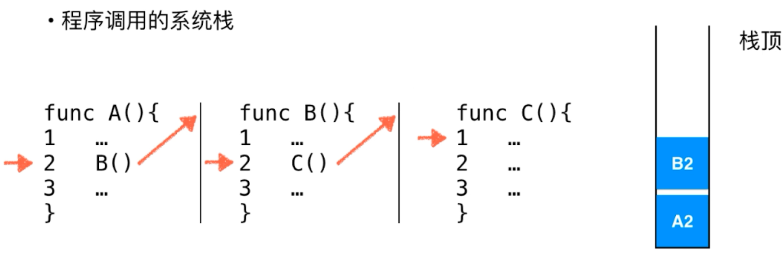 •程序调用的系统栈
func A(){
1 …
2 B()
3 …
}
func B(){
1 …
2 C()
3 …
}
func C(){
1 …
2 …
3 …
}
栈顶
B2
A2